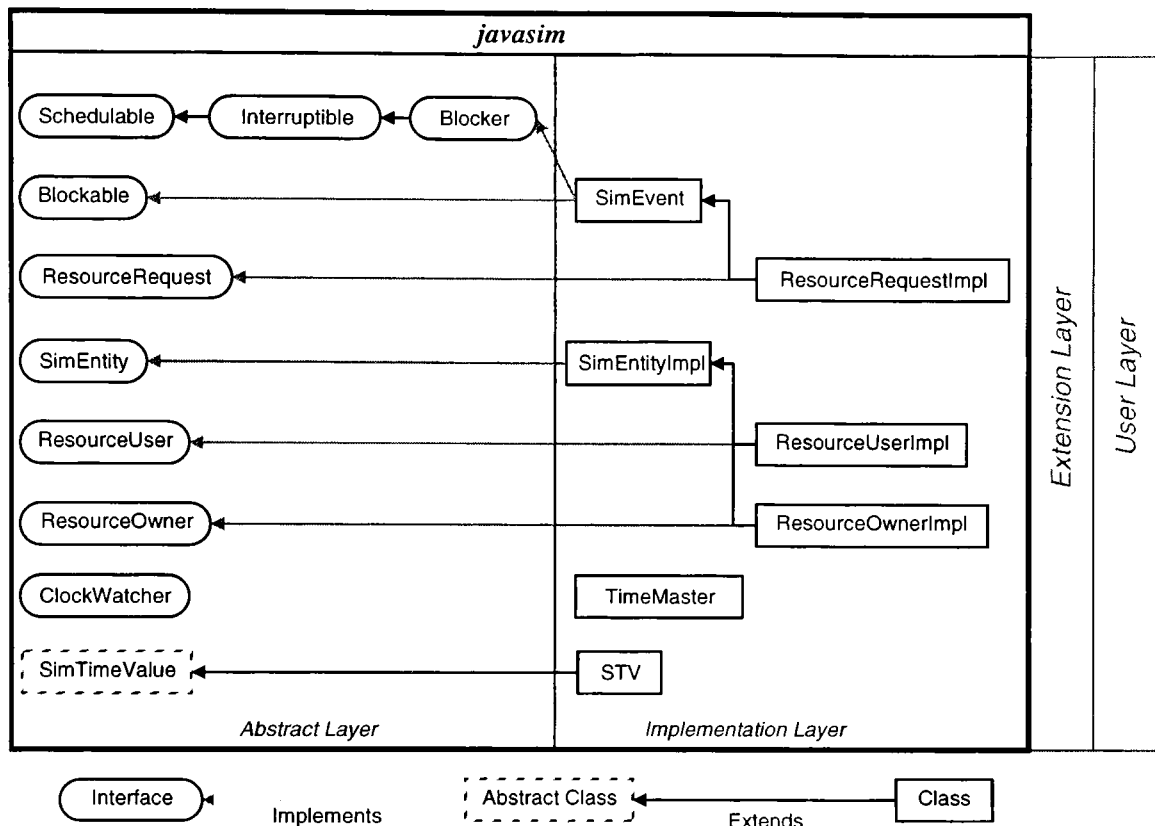 javasim
Schedulable
Interruptible
Blocker
Blockable
SimEvent
ResourceRequest
ResourceRequestImpl
SimEntity
SimEntityImpl
ResourceUser
ResourceUserImpl
ResourceOwner
ResourceOwnerImpl
ClockWatcher
TimeMaster
SimTimeValue
STV
Abstract Layer
Implementation Layer
Extension Layer
User Layer
Interface
Implements
Abstract Class
Extends
Class